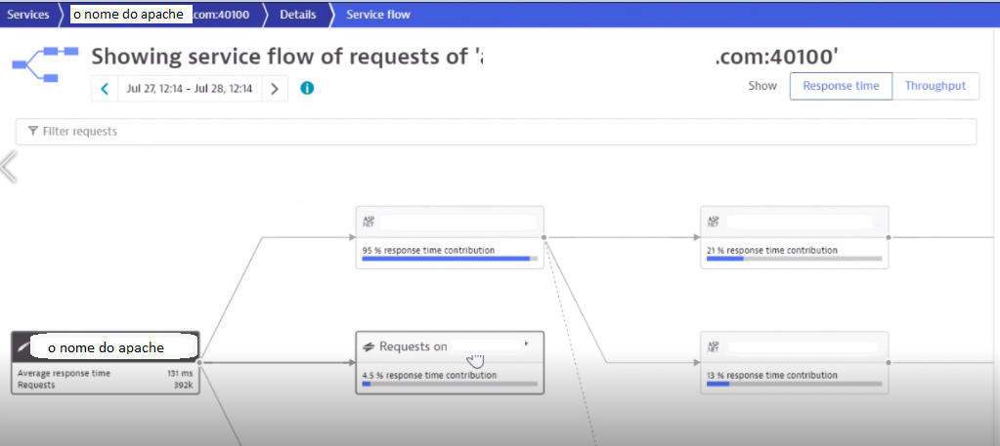 Services o nome do apache .com:40100 Details Service flow
Showing service flow of requests of ' .com:40100'
Jul 27, 12:14 - Jul 28, 12:14
Show Response time Throughput
Filter requests
ASP
.NET
95 % response time contribution
ASP
.NET
21 % response time contribution
o nome do apache
Average response time 131 ms
Requests 392k
Requests on
4.5 % response time contribution
ASP
.NET
13 % response time contribution